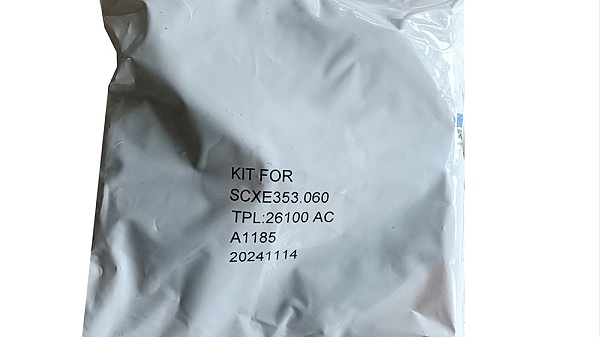 KIT FOR
SCXE353.060
TPL:26100 AC
A1185
20241114